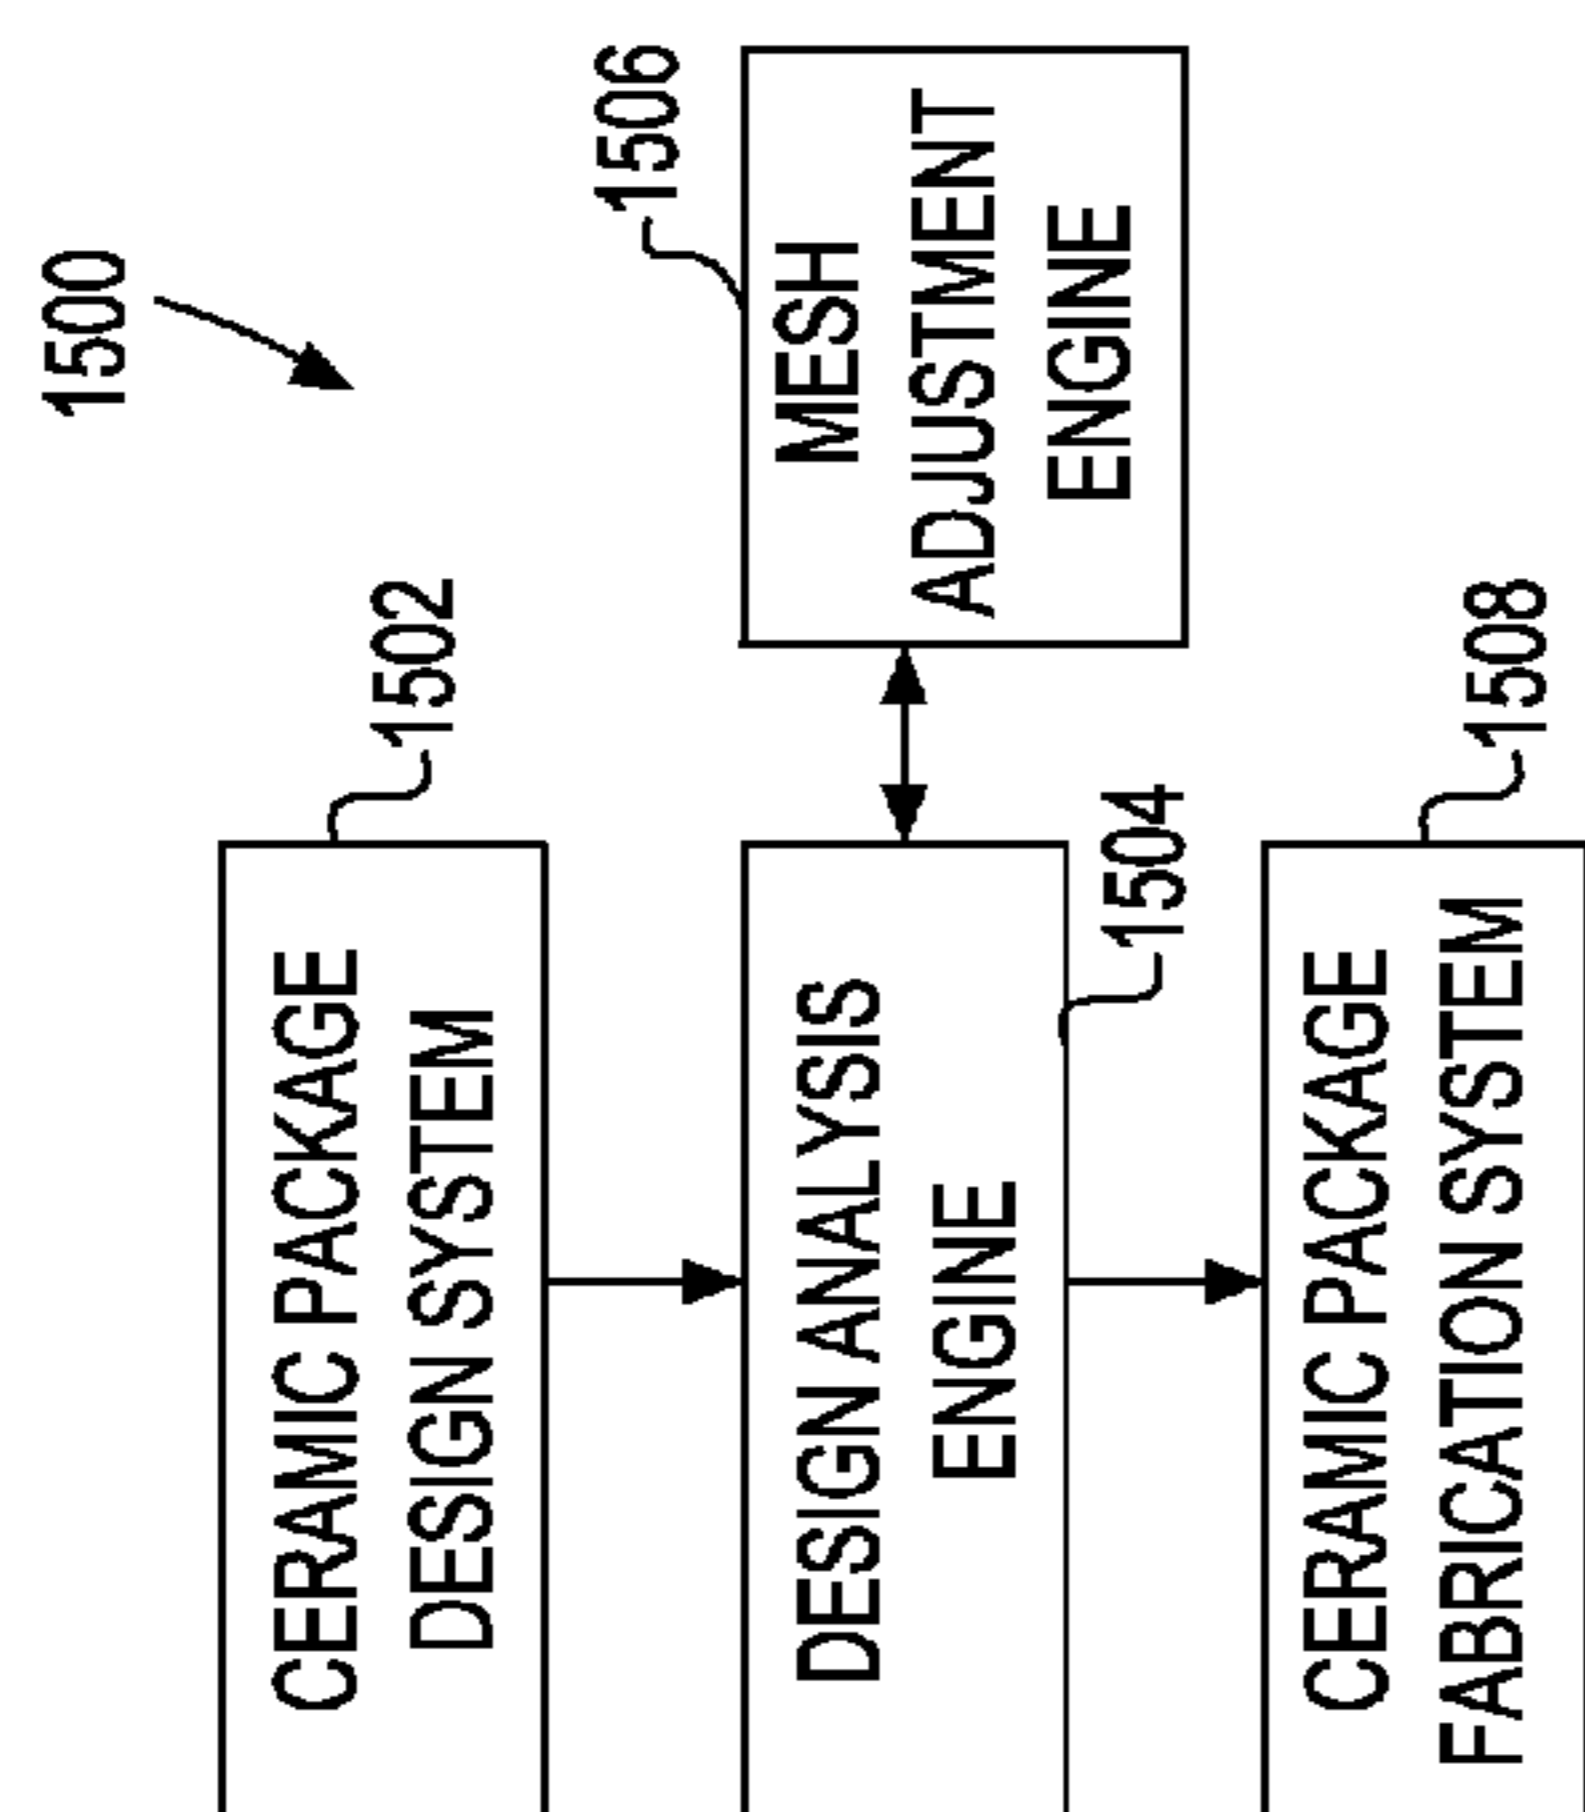 1500
CERAMIC PACKAGE
DESIGN SYSTEM
1502
DESIGN ANALYSIS
ENGINE
1504
MESH
ADJUSTMENT
ENGINE
1506
CERAMIC PACKAGE
FABRICATION SYSTEM
1508